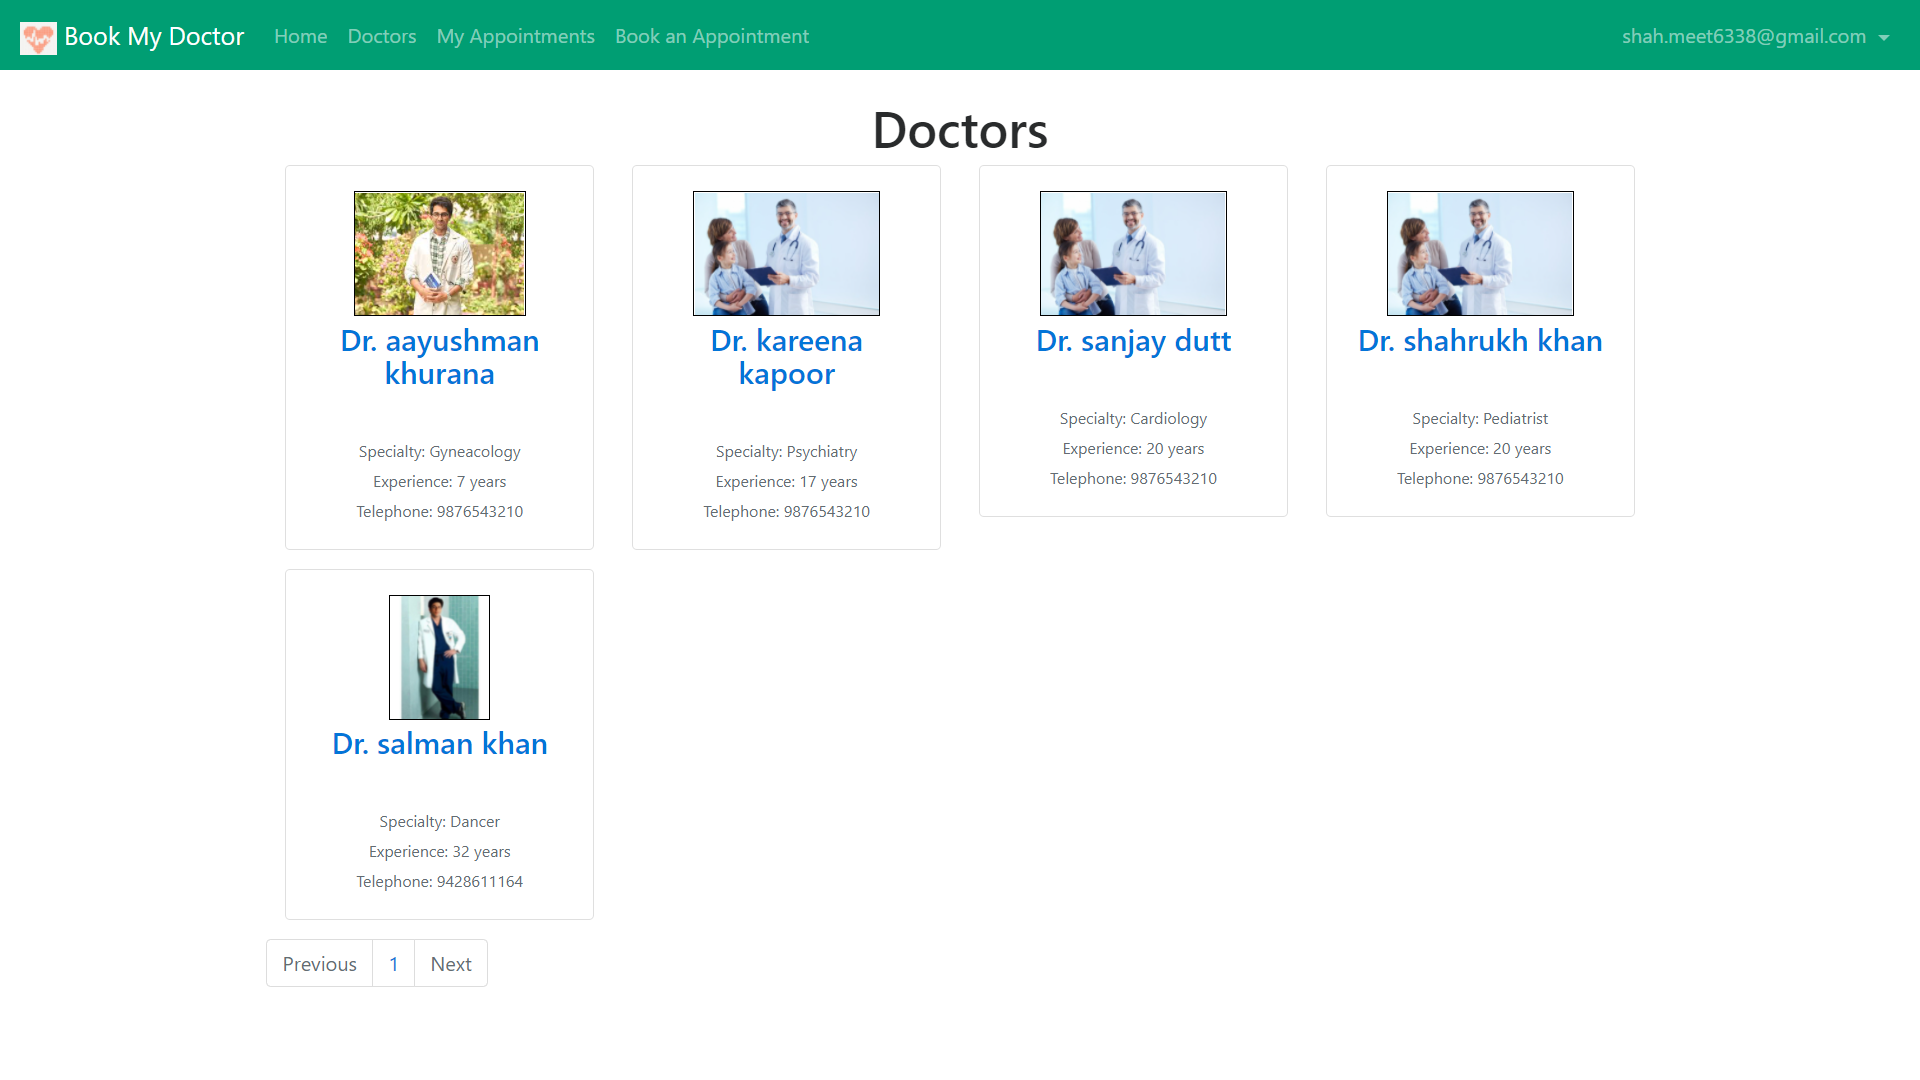 Book My Doctor
Home
Doctors
My Appointments
Book an Appointment
shah.meet6338@gmail.com
Doctors
Dr. aayushman
khurana
Specialty: Gyneacology
Experience: 7 years
Telephone: 9876543210
Dr. kareena
kapoor
Specialty: Psychiatry
Experience: 17 years
Telephone: 9876543210
Dr. sanjay dutt
Specialty: Cardiology
Experience: 20 years
Telephone: 9876543210
Dr. shahrukh khan
Specialty: Pediatrist
Experience: 20 years
Telephone: 9876543210
Dr. salman khan
Specialty: Dancer
Experience: 32 years
Telephone: 9428611164
Previous
1
Next